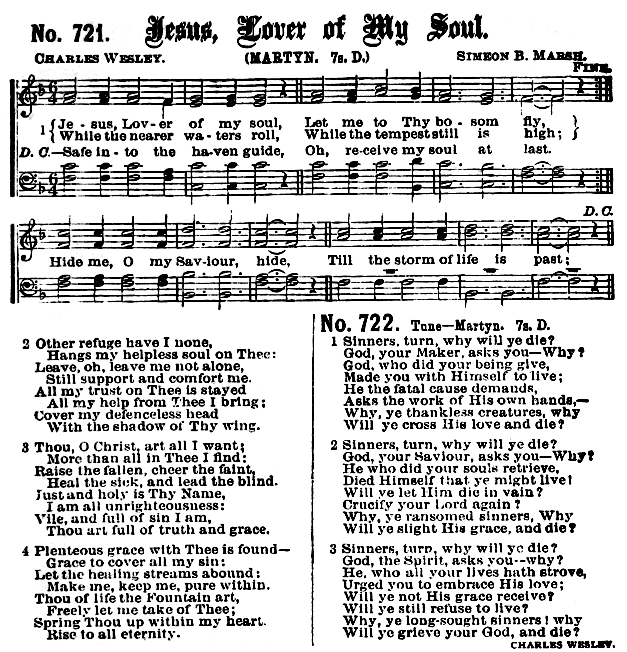 No. 721. Jesus, Lover of My Soul.
CHARLES WESLEY. (MARTYN. 7s. D.) SIMEON B. MARSH.
FINE.
1 { Je - sus, Lov - er of my soul, Let me to Thy bo - som fly, }
{ While the nearer wa - ters roll, While the tempest still is high; }
D. C.—Safe in - to the ha - ven guide, Oh, re - ceive my soul at last.
D. C.
Hide me, O my Sav - iour, hide, Till the storm of life is past;
2 Other refuge have I none,
Hangs my helpless soul on Thee:
Leave, oh, leave me not alone,
Still support and comfort me.
All my trust on Thee is stayed
All my help from Thee I bring;
Cover my defenceless head
With the shadow of Thy wing.
3 Thou, O Christ, art all I want;
More than all in Thee I find:
Raise the fallen, cheer the faint,
Heal the sick, and lead the blind.
Just and holy is Thy Name,
I am all unrighteousness:
Vile, and full of sin I am,
Thou art full of truth and grace.
4 Plenteous grace with Thee is found—
Grace to cover all my sin:
Let the healing streams abound:
Make me, keep me, pure within.
Thou of life the Fountain art,
Freely let me take of Thee;
Spring Thou up within my heart.
Rise to all eternity.
No. 722. Tune—Martyn. 7s. D.
1 Sinners, turn, why will ye die?
God, your Maker, asks you—Why?
God, who did your being give,
Made you with Himself to live;
He the fatal cause demands,
Asks the work of His own hands,—
Why, ye thankless creatures, why
Will ye cross His love and die?
2 Sinners, turn, why will ye die?
God, your Saviour, asks you—Why?
He who did your souls retrieve,
Died Himself that ye might live!
Will ye let Him die in vain?
Crucify your Lord again?
Why, ye ransomed sinners, Why
Will ye slight His grace, and die?
3 Sinners, turn, why will ye die?
God, the Spirit, asks you--why?
He, who all your lives hath strove,
Urged you to embrace His love;
Will ye not His grace receive?
Will ye still refuse to live?
Why, ye long-sought sinners! why
Will ye grieve your God, and die?
CHARLES WESLEY.